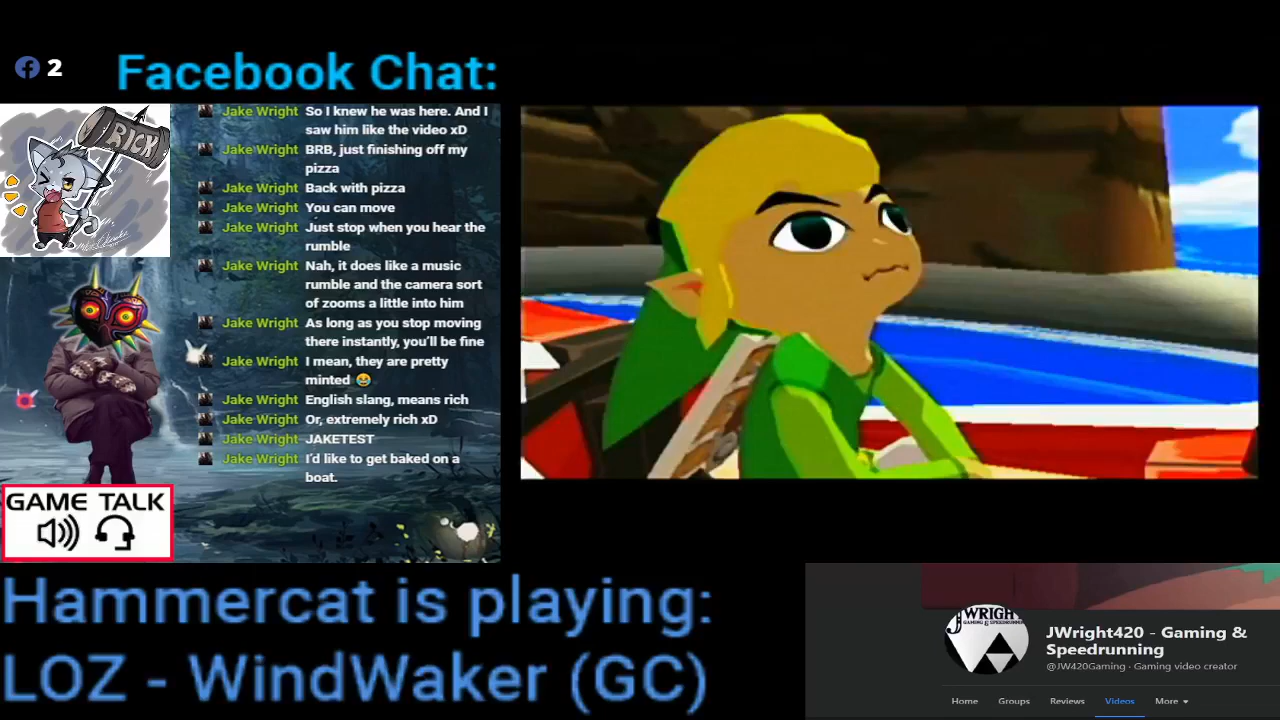 2
Facebook Chat:
RICK
Jake Wright So I knew he was here. And I
saw him like the video xD
Jake Wright BRB, just finishing off my
pizza
Jake Wright Back with pizza
Jake Wright You can move
Jake Wright Just stop when you hear the
rumble
Jake Wright Nah, it does like a music
rumble and the camera sort
of zooms a little into him
Jake Wright As long as you stop moving
there instantly, you'll be fine
Jake Wright I mean, they are pretty
minted 😂
Jake Wright English slang, means rich
Jake Wright Or, extremely rich xD
Jake Wright JAKETEST
Jake Wright I'd like to get baked on a
boat.
GAME TALK
Hammercat is playing:
LOZ - WindWaker (GC)
JWRIGHT
GAMING & SPEEDRUNNING
JWright420 - Gaming &
Speedrunning
@JW420Gaming · Gaming video creator
Home Groups Reviews Videos More